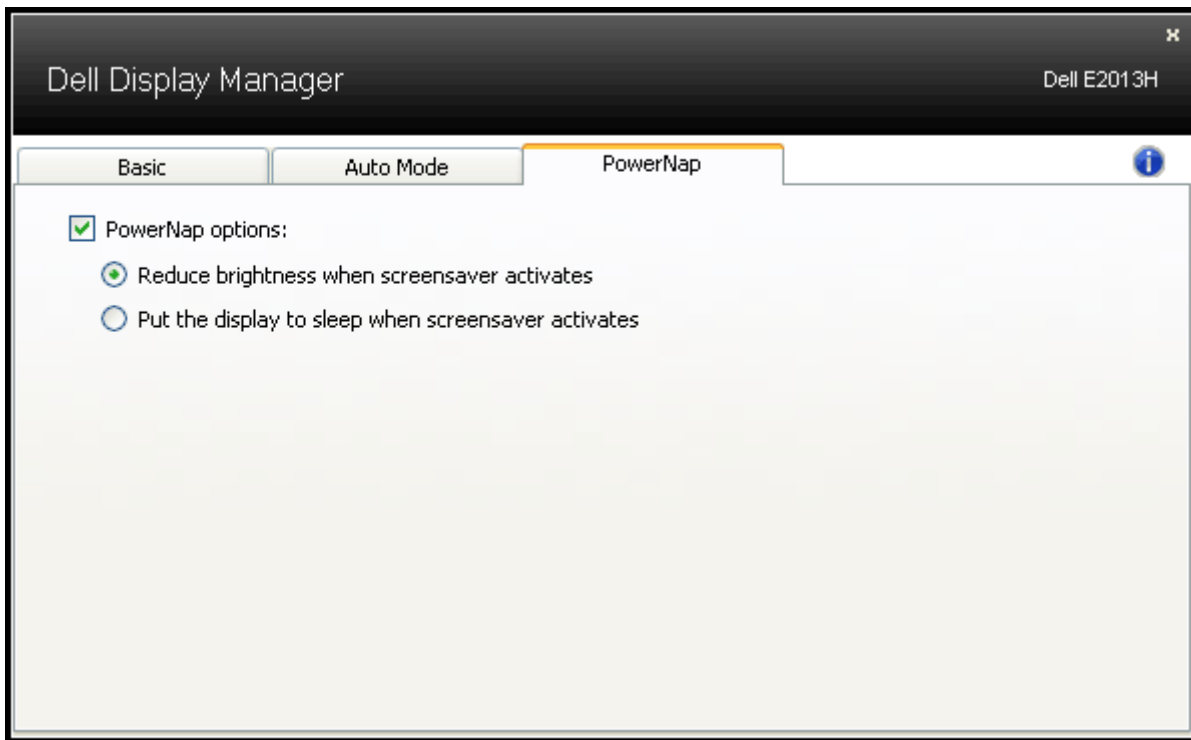 Dell Display Manager
Dell E2013H
Basic
Auto Mode
PowerNap
PowerNap options:
Reduce brightness when screensaver activates
Put the display to sleep when screensaver activates